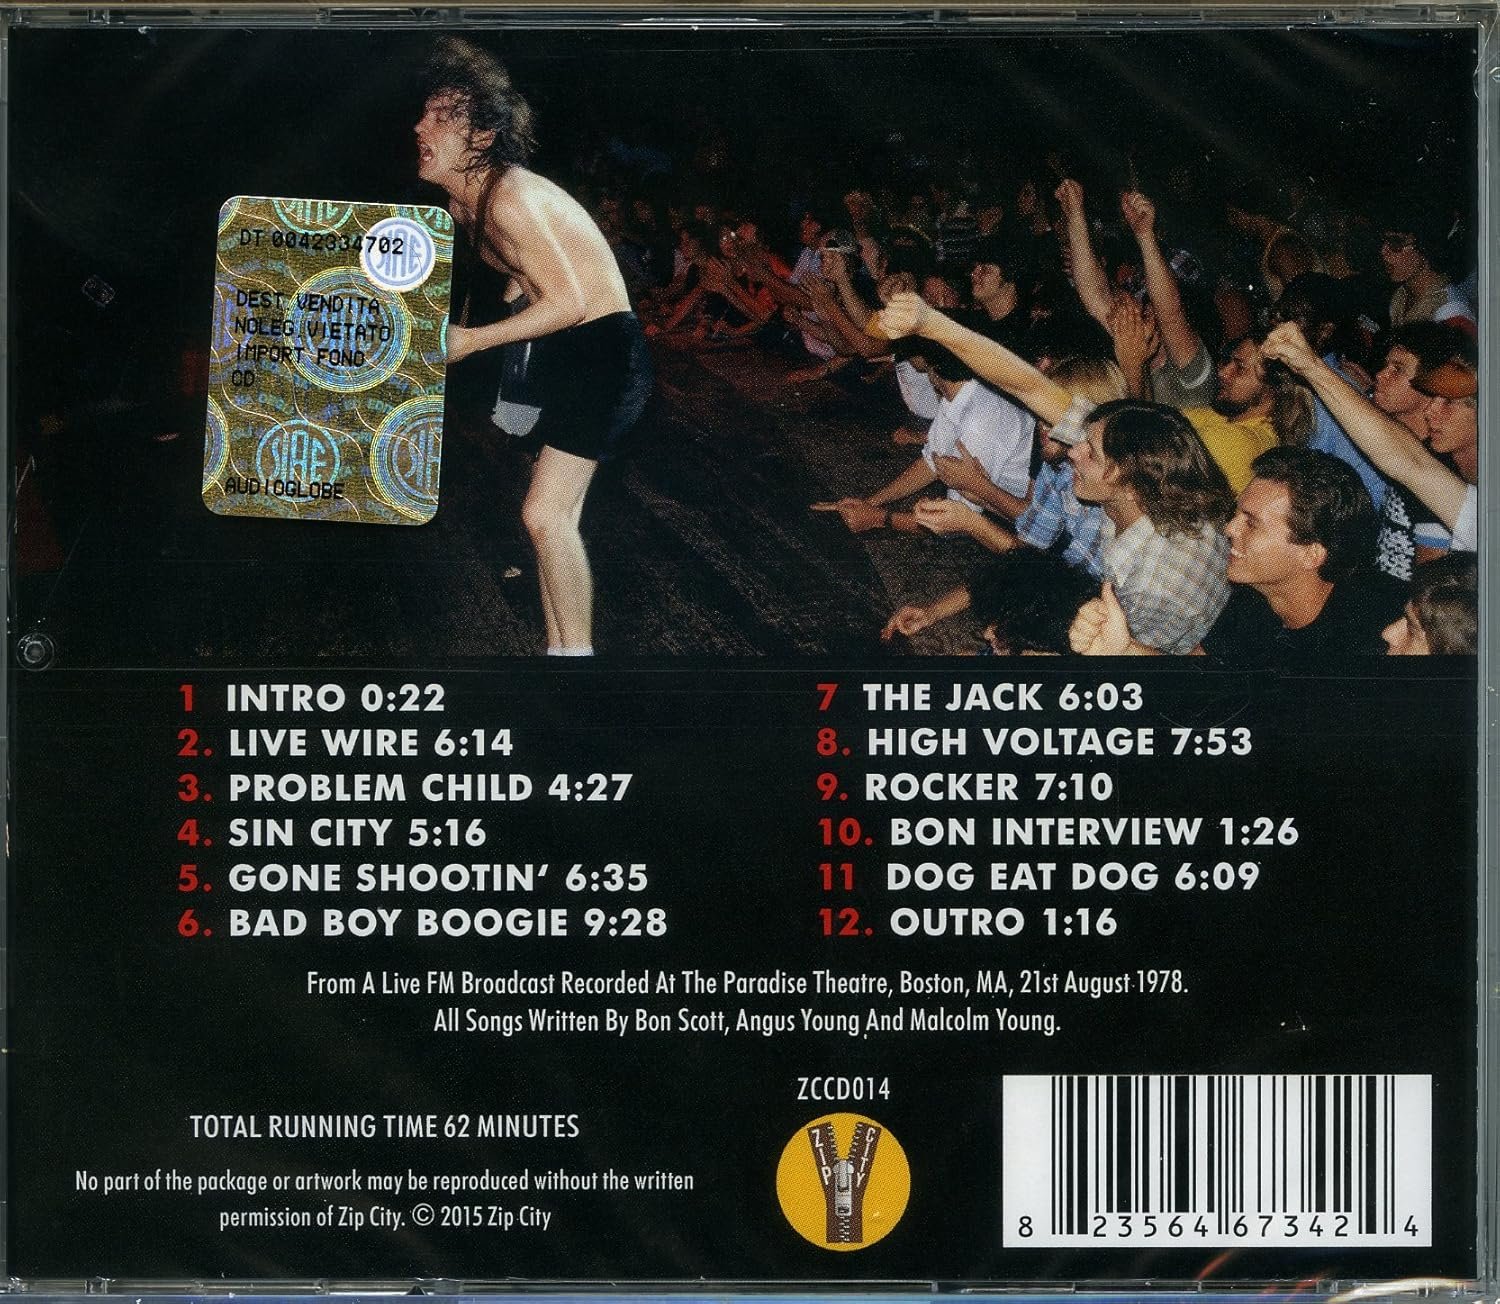 DT 0042334702
DEST VENDITA
NOLEG VIETATO
IMPORT FONO
CD
SIAE
AUDIOGLOBE
1 INTRO 0:22
2. LIVE WIRE 6:14
3. PROBLEM CHILD 4:27
4. SIN CITY 5:16
5. GONE SHOOTIN' 6:35
6. BAD BOY BOOGIE 9:28
7 THE JACK 6:03
8. HIGH VOLTAGE 7:53
9. ROCKER 7:10
10. BON INTERVIEW 1:26
11 DOG EAT DOG 6:09
12. OUTRO 1:16
From A Live FM Broadcast Recorded At The Paradise Theatre, Boston, MA, 21st August 1978.
All Songs Written By Bon Scott, Angus Young And Malcolm Young.
TOTAL RUNNING TIME 62 MINUTES
No part of the package or artwork may be reproduced without the written
permission of Zip City. © 2015 Zip City
ZCCD014
ZIP CITY
8 23564 67342 4